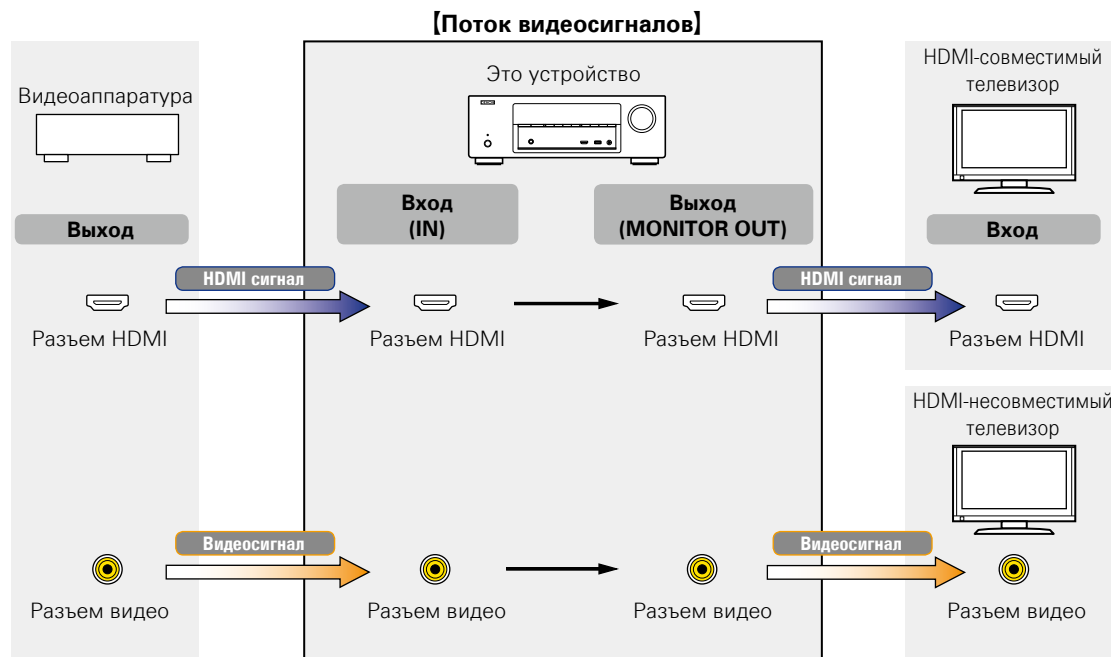 【Поток видеосигналов】
Видеоаппаратура
Это устройство
HDMI-совместимый
телевизор
Выход
Вход
(IN)
Выход
(MONITOR OUT)
Вход
HDMI сигнал
HDMI сигнал
Разъем HDMI
Разъем HDMI
Разъем HDMI
Разъем HDMI
HDMI-несовместимый
телевизор
Видеосигнал
Видеосигнал
Разъем видео
Разъем видео
Разъем видео
Разъем видео